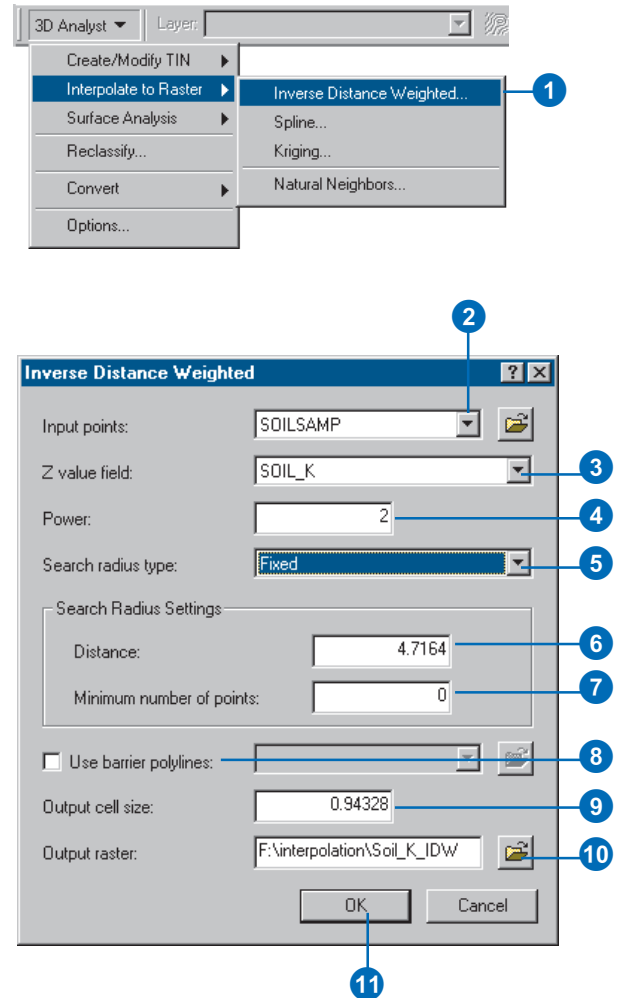 3D Analyst Layer:
Create/Modify TIN
Interpolate to Raster
Surface Analysis
Reclassify...
Convert
Options...
Inverse Distance Weighted...
Spline...
Kriging...
Natural Neighbors...
1
2
Inverse Distance Weighted ?
Input points: SOILSAMP
Z value field: SOIL_K 3
Power: 2 4
Search radius type: Fixed 5
Search Radius Settings
Distance: 4.7164 6
Minimum number of points: 0 7
Use barrier polylines: 8
Output cell size: 0.94328 9
Output raster: F:\interpolation\Soil_K_IDW 10
OK Cancel
11